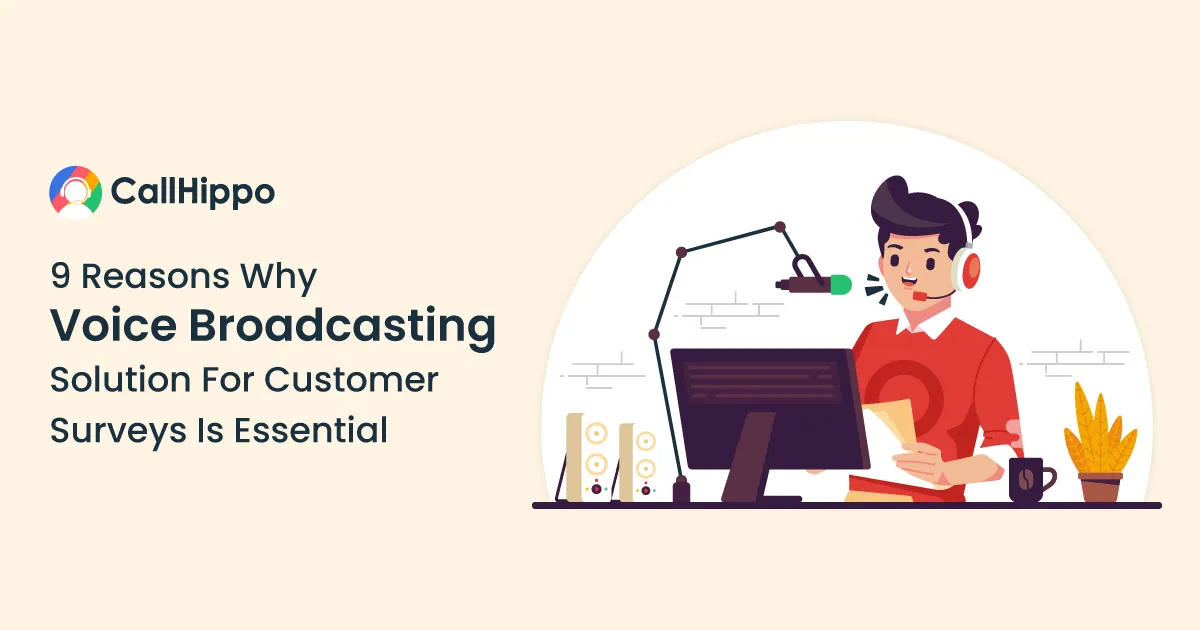 CallHippo
9 Reasons Why
Voice Broadcasting
Solution For Customer
Surveys Is Essential